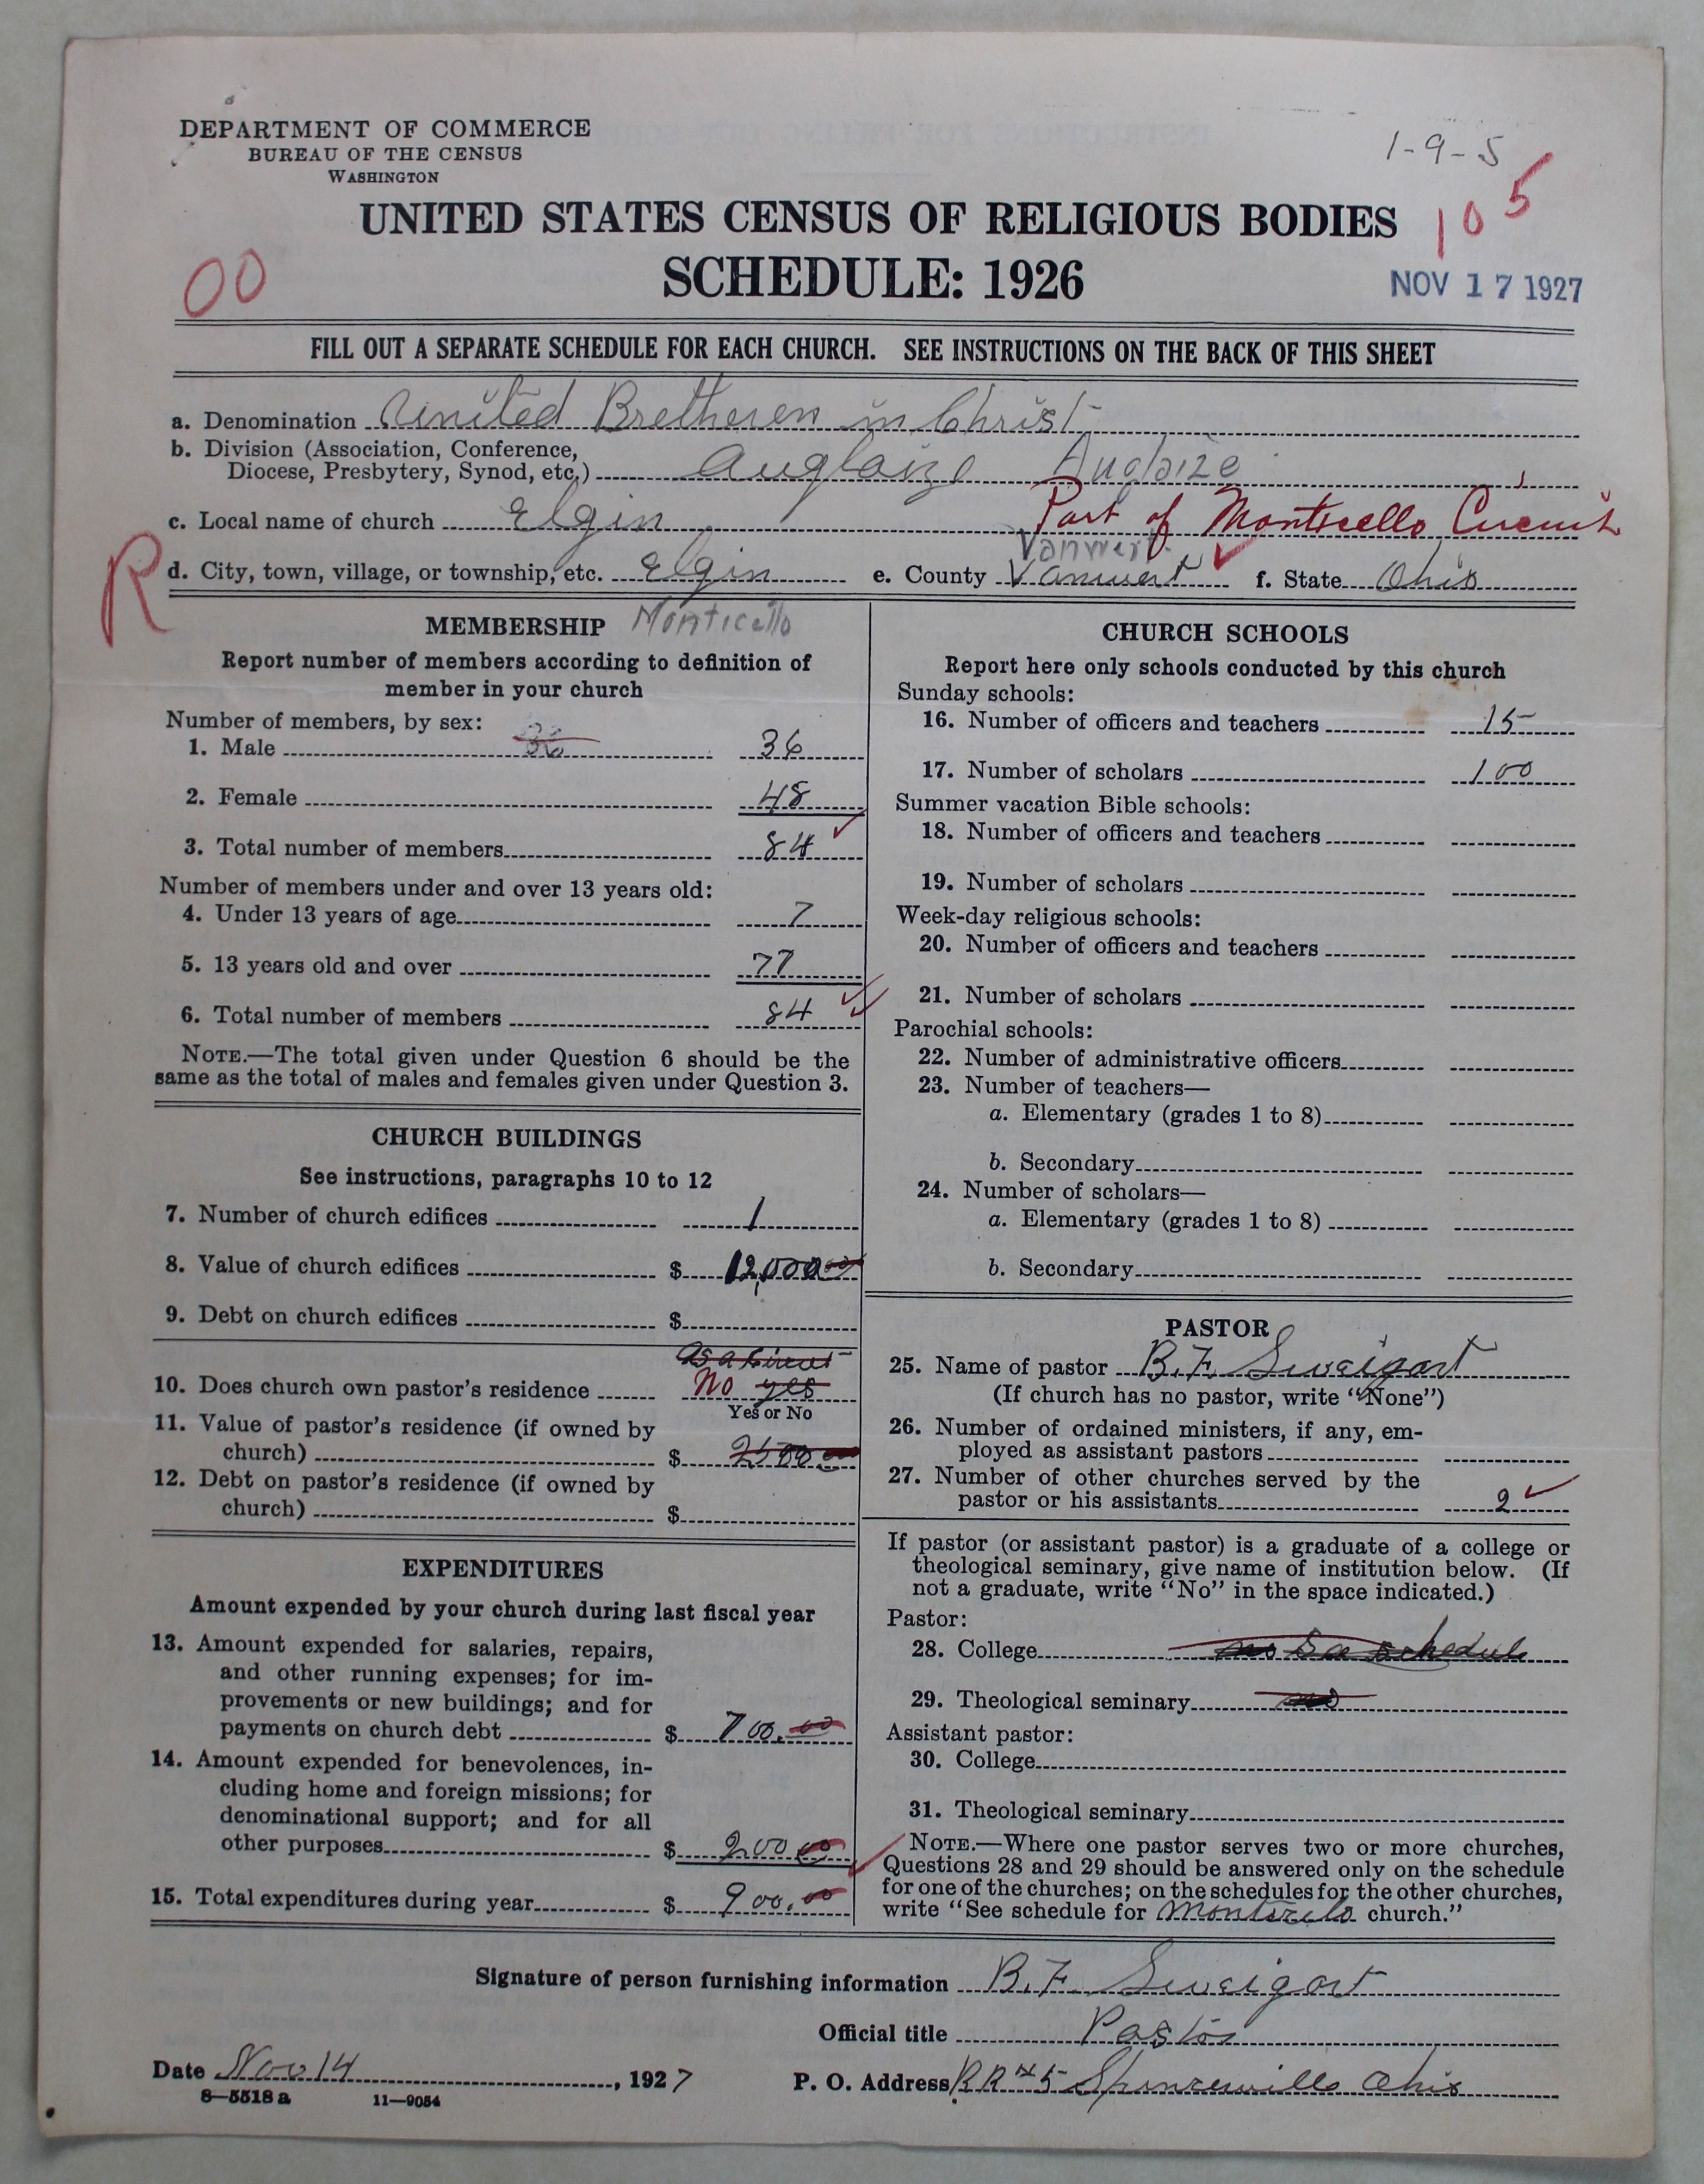 DEPARTMENT OF COMMERCE
BUREAU OF THE CENSUS
WASHINGTON
1-9-5
UNITED STATES CENSUS OF RELIGIOUS BODIES
105
SCHEDULE: 1926
00
NOV 17 1927
FILL OUT A SEPARATE SCHEDULE FOR EACH CHURCH. SEE INSTRUCTIONS ON THE BACK OF THIS SHEET
a. Denomination United Bretheren in Christ
b. Division (Association, Conference,
Diocese, Presbytery, Synod, etc.) Auglaize Auglaize
c. Local name of church Elgin Part of Monticello Circuit
Vanwert
R
d. City, town, village, or township, etc. Elgin e. County Vanwert f. State Ohio
MEMBERSHIP Monticello
Report number of members according to definition of
member in your church
Number of members, by sex:
1. Male 36 36
2. Female 48
3. Total number of members 84
Number of members under and over 13 years old:
4. Under 13 years of age 7
5. 13 years old and over 77
6. Total number of members 84
NOTE.—The total given under Question 6 should be the
same as the total of males and females given under Question 3.
CHURCH BUILDINGS
See instructions, paragraphs 10 to 12
7. Number of church edifices 1
8. Value of church edifices $ 12,000.00
9. Debt on church edifices $
as a Circuit
10. Does church own pastor's residence No yes
Yes or No
11. Value of pastor's residence (if owned by
church) $ 2500.00
12. Debt on pastor's residence (if owned by
church) $
EXPENDITURES
Amount expended by your church during last fiscal year
13. Amount expended for salaries, repairs,
and other running expenses; for im-
provements or new buildings; and for
payments on church debt $ 700.00
14. Amount expended for benevolences, in-
cluding home and foreign missions; for
denominational support; and for all
other purposes $ 200.00
15. Total expenditures during year $ 900.00
CHURCH SCHOOLS
Report here only schools conducted by this church
Sunday schools:
16. Number of officers and teachers 15
17. Number of scholars 100
Summer vacation Bible schools:
18. Number of officers and teachers
19. Number of scholars
Week-day religious schools:
20. Number of officers and teachers
21. Number of scholars
Parochial schools:
22. Number of administrative officers
23. Number of teachers—
a. Elementary (grades 1 to 8)
b. Secondary
24. Number of scholars—
a. Elementary (grades 1 to 8)
b. Secondary
PASTOR
25. Name of pastor B. F. Sweigart
(If church has no pastor, write "None")
26. Number of ordained ministers, if any, em-
ployed as assistant pastors
27. Number of other churches served by the
pastor or his assistants 2
If pastor (or assistant pastor) is a graduate of a college or
theological seminary, give name of institution below. (If
not a graduate, write "No" in the space indicated.)
Pastor:
28. College no schedule
29. Theological seminary no
Assistant pastor:
30. College
31. Theological seminary
NOTE.—Where one pastor serves two or more churches,
Questions 28 and 29 should be answered only on the schedule
for one of the churches; on the schedules for the other churches,
write "See schedule for church."
Signature of person furnishing information B. F. Sweigart
Official title Pastor
Date Nov 14, 1927 P. O. Address RR #5 Ohio
8—5518 a 11—9054